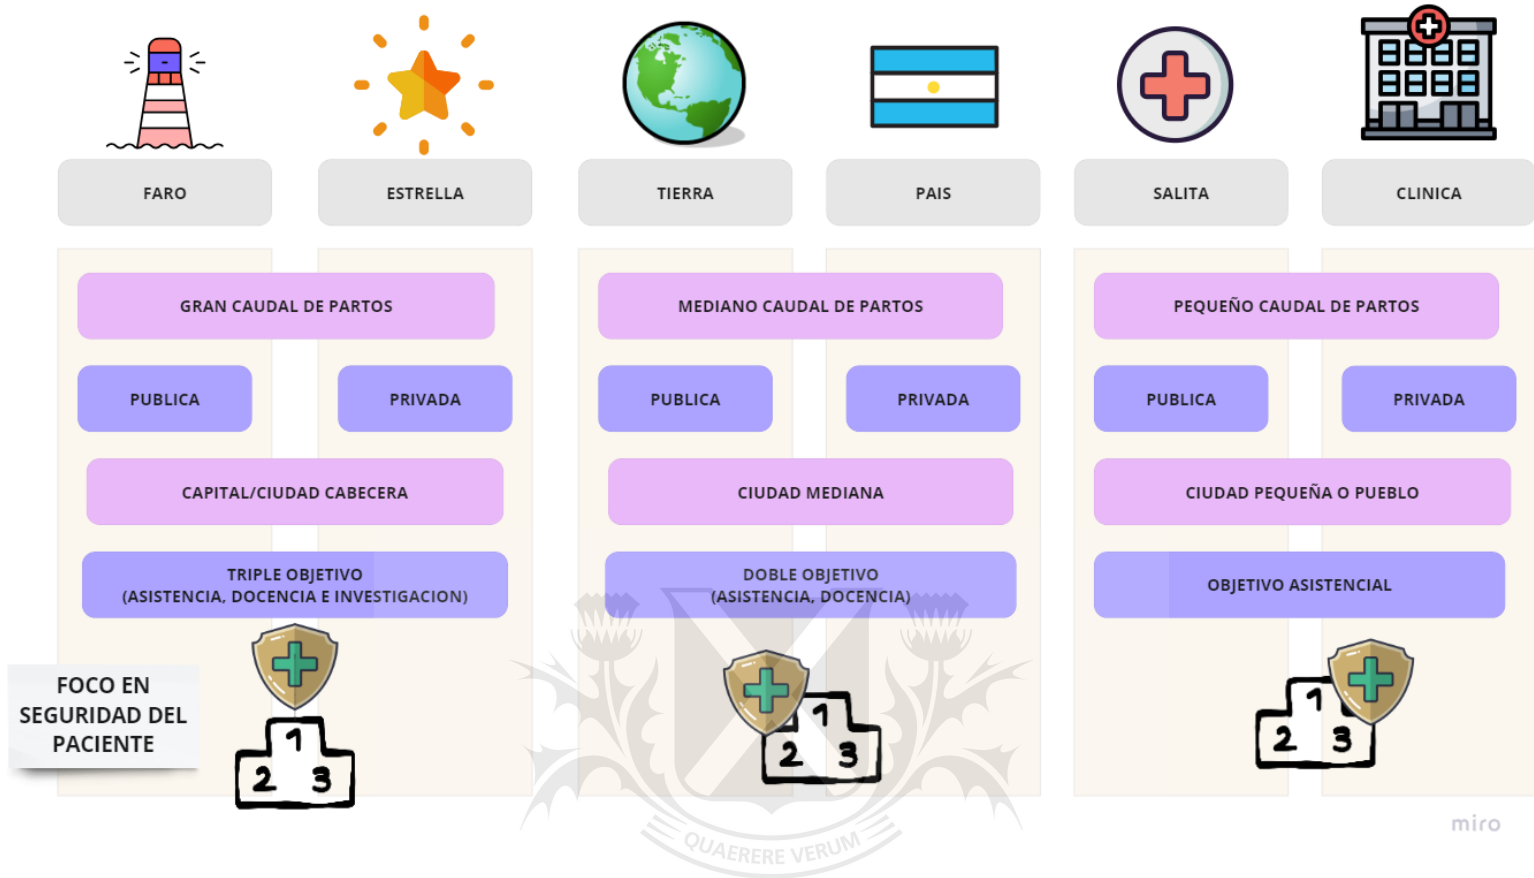 FARO
ESTRELLA
TIERRA
PAIS
SALITA
CLINICA
GRAN CAUDAL DE PARTOS
MEDIANO CAUDAL DE PARTOS
PEQUEÑO CAUDAL DE PARTOS
PUBLICA
PRIVADA
PUBLICA
PRIVADA
PUBLICA
PRIVADA
CAPITAL/CIUDAD CABECERA
CIUDAD MEDIANA
CIUDAD PEQUEÑA O PUEBLO
TRIPLE OBJETIVO
(ASISTENCIA, DOCENCIA E INVESTIGACION)
DOBLE OBJETIVO
(ASISTENCIA, DOCENCIA)
OBJETIVO ASISTENCIAL
FOCO EN
SEGURIDAD DEL
PACIENTE
1
2 3
1
2 3
1
2 3
QUAERERE VERUM
miro